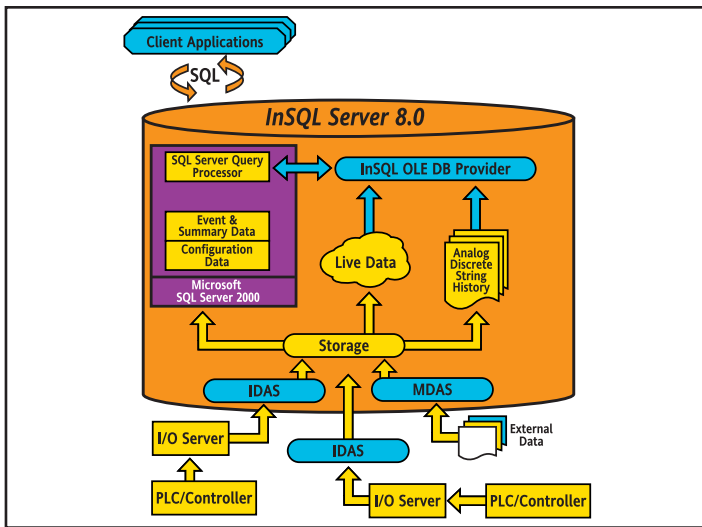 Client Applications
SQL
InSQL Server 8.0
SQL Server Query
Processor
InSQL OLE DB Provider
Event &
Summary Data
Configuration
Data
Live Data
Analog
Discrete
String
History
Microsoft
SQL Server 2000
Storage
IDAS
MDAS
I/O Server
IDAS
External
Data
PLC/Controller
I/O Server
PLC/Controller